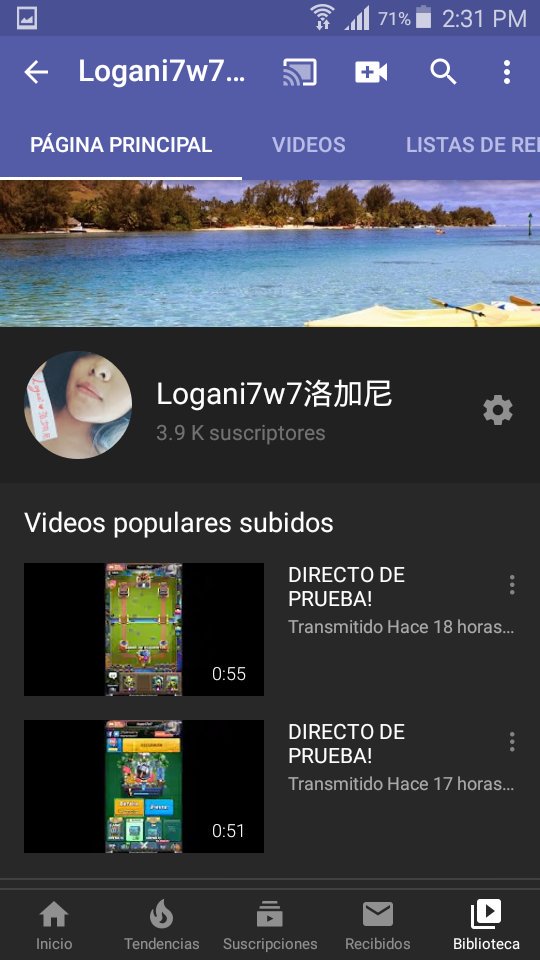 71% 2:31 PM
Logani7w7...
PÁGINA PRINCIPAL VIDEOS LISTAS DE RE
Logani7w7洛加尼
3.9 K suscriptores
Videos populares subidos
DIRECTO DE
PRUEBA!
Transmitido Hace 18 horas...
0:55
DIRECTO DE
PRUEBA!
Transmitido Hace 17 horas...
0:51
Inicio Tendencias Suscripciones Recibidos Biblioteca